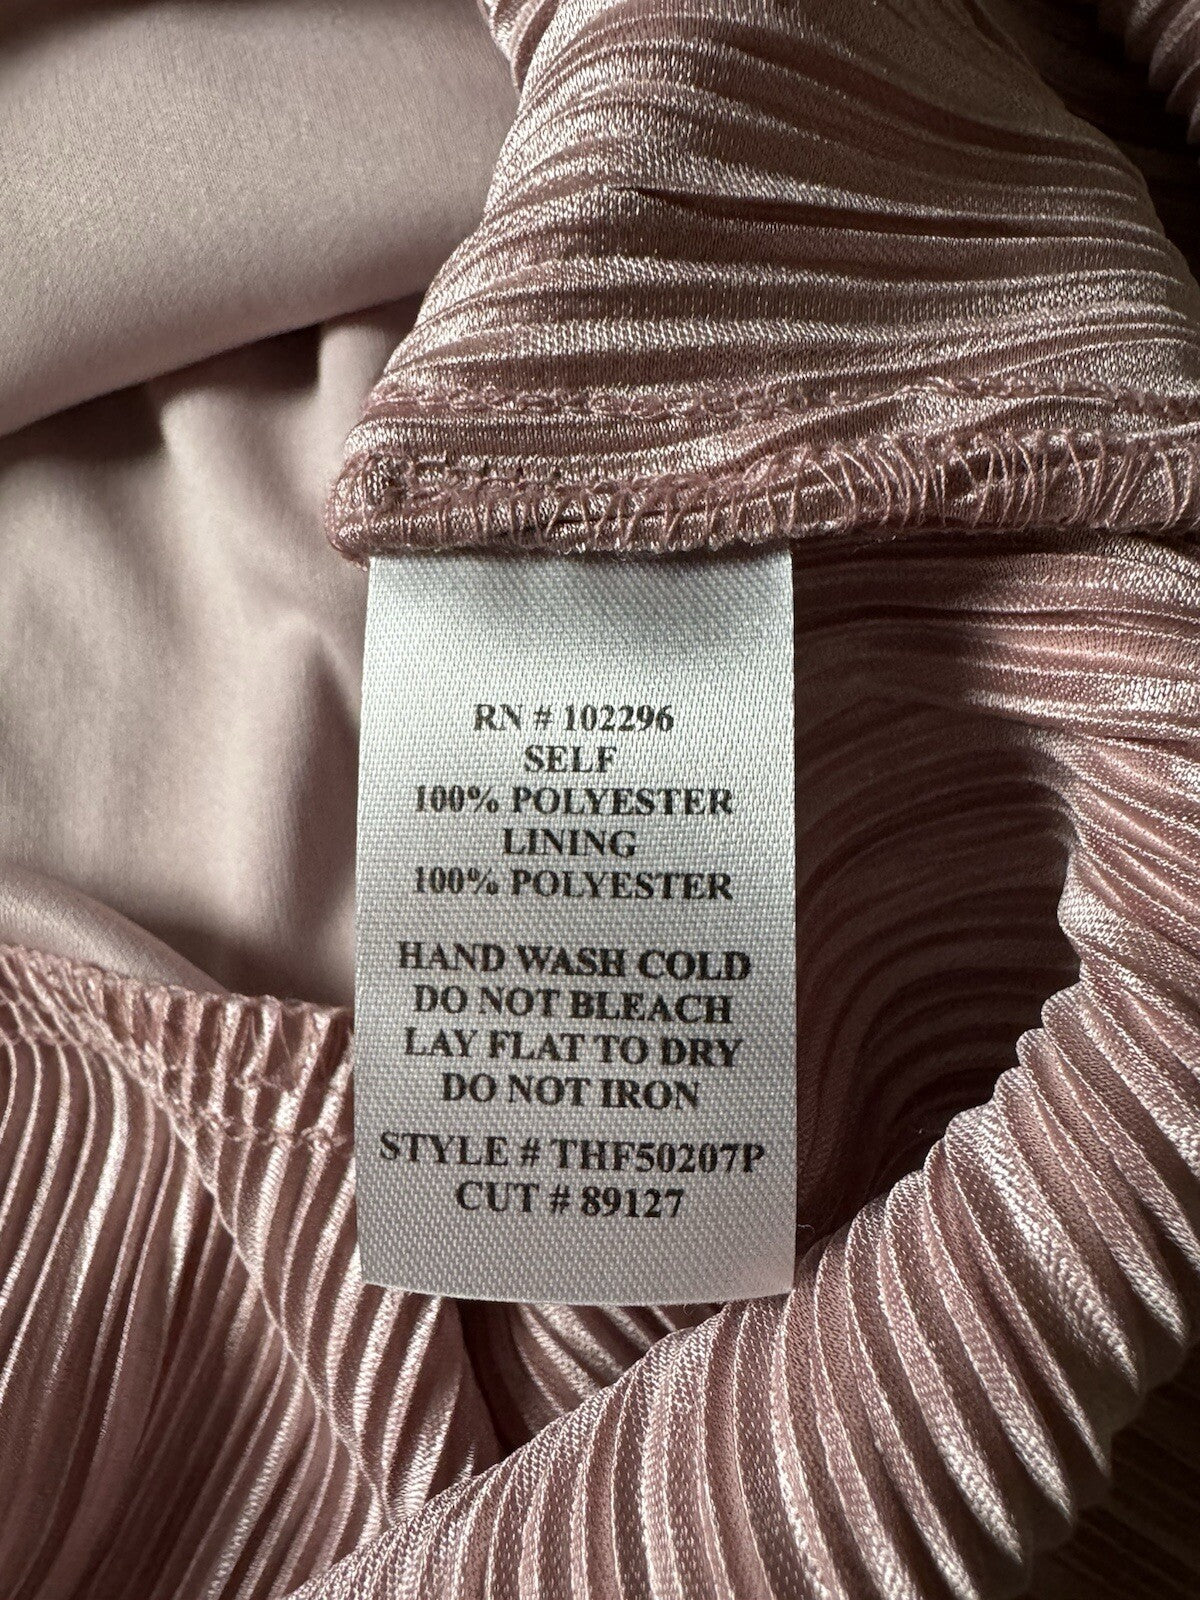 RN # 102296
SELF
100% POLYESTER
LINING
100% POLYESTER
HAND WASH COLD
DO NOT BLEACH
LAY FLAT TO DRY
DO NOT IRON
STYLE # THF50207P
CUT # 89127